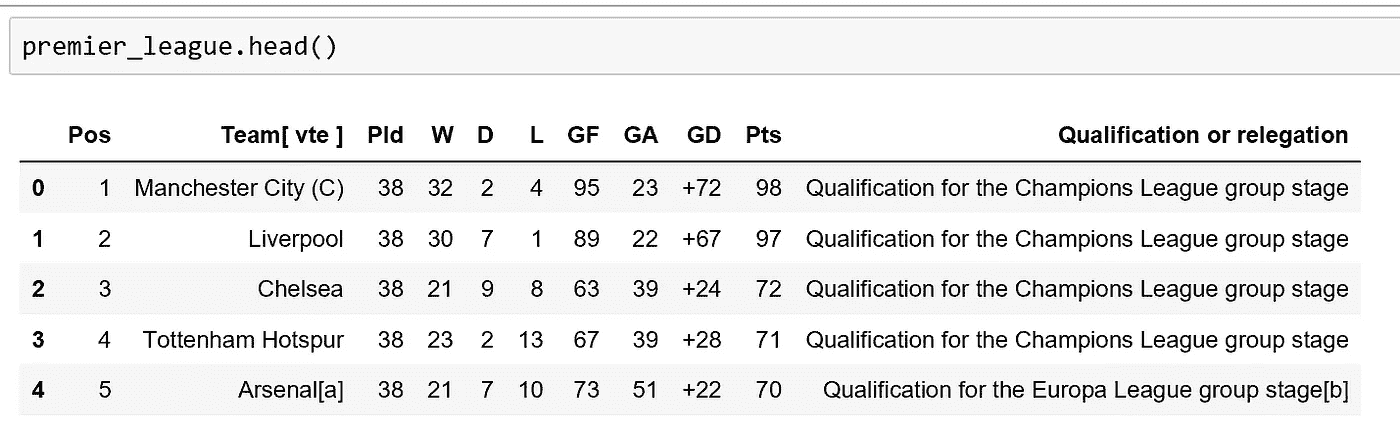 premier_league.head()
Pos Team[ vte ] Pld W D L GF GA GD Pts Qualification or relegation
0 1 Manchester City (C) 38 32 2 4 95 23 +72 98 Qualification for the Champions League group stage
1 2 Liverpool 38 30 7 1 89 22 +67 97 Qualification for the Champions League group stage
2 3 Chelsea 38 21 9 8 63 39 +24 72 Qualification for the Champions League group stage
3 4 Tottenham Hotspur 38 23 2 13 67 39 +28 71 Qualification for the Champions League group stage
4 5 Arsenal[a] 38 21 7 10 73 51 +22 70 Qualification for the Europa League group stage[b]